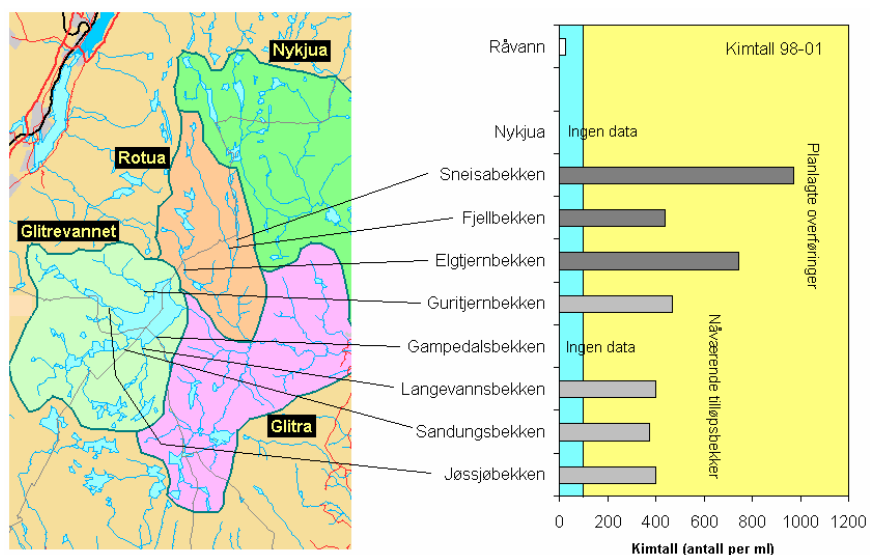 Nykjua
Rotua
Glitrevannet
Glitra
Kimtall 98-01
Råvann
Nykjua
Ingen data
Sneisabekken
Fjellbekken
Elgtjernbekken
Guritjernbekken
Gampedalsbekken
Ingen data
Langevannsbekken
Sandungsbekken
Jøssjøbekken
Planlagte overføringer
Nåværende tilløpsbekker
0 200 400 600 800 1000 1200
Kimtall (antall per ml)